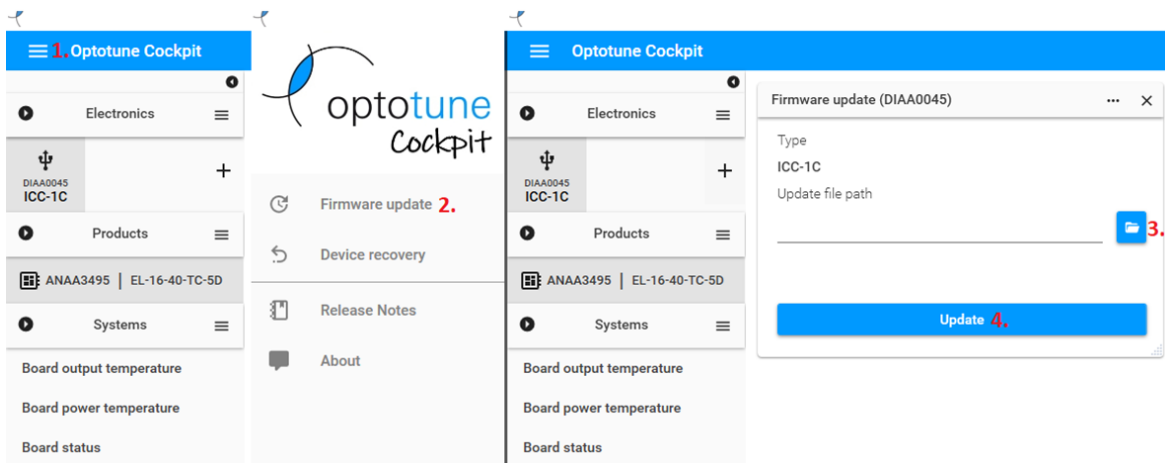 1. Optotune Cockpit
Electronics
DIAA0045
ICC-1C
Products
ANAA3495 | EL-16-40-TC-5D
Systems
Board output temperature
Board power temperature
Board status
optotune
Cockpit
Firmware update 2.
Device recovery
Release Notes
About
Optotune Cockpit
Electronics
DIAA0045
ICC-1C
Products
ANAA3495 | EL-16-40-TC-5D
Systems
Board output temperature
Board power temperature
Board status
Firmware update (DIAA0045)
Type
ICC-1C
Update file path
3.
Update 4.